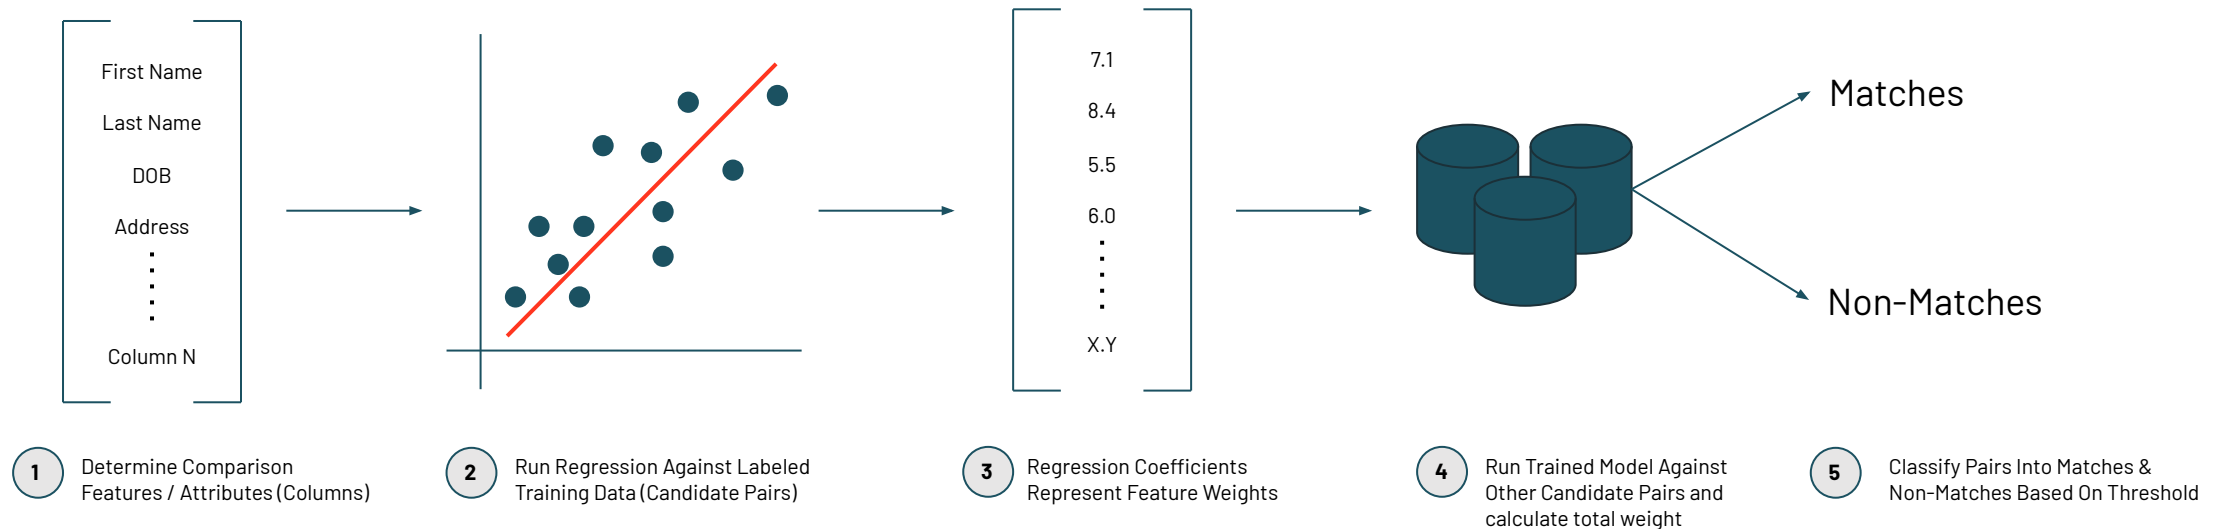 First Name
Last Name
DOB
Address
Column N
7.1
8.4
5.5
6.0
X.Y
Matches
Non-Matches
1
Determine Comparison
Features / Attributes (Columns)
2
Run Regression Against Labeled
Training Data (Candidate Pairs)
3
Regression Coefficients
Represent Feature Weights
4
Run Trained Model Against
Other Candidate Pairs and
calculate total weight
5
Classify Pairs Into Matches &
Non-Matches Based On Threshold